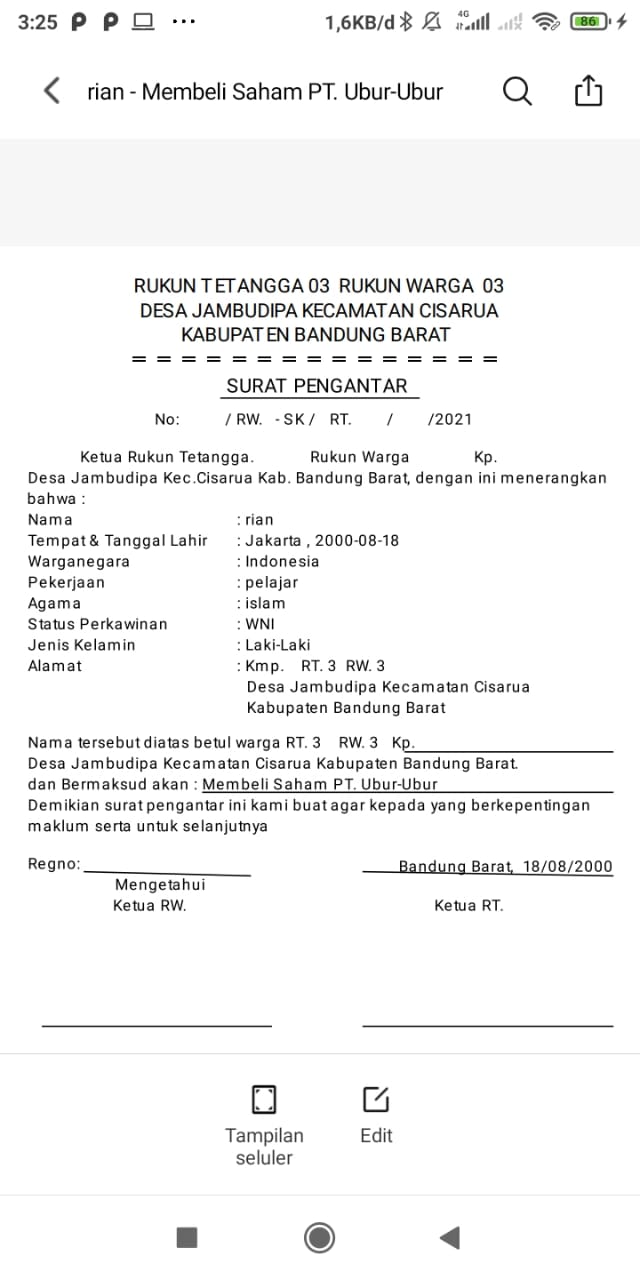 3:25 P P ... 1,6KB/d 4G 86
rian - Membeli Saham PT. Ubur-Ubur
RUKUN TETANGGA 03 RUKUN WARGA 03
DESA JAMBUDIPA KECAMATAN CISARUA
KABUPATEN BANDUNG BARAT
= = = = = = = = = = = = = = =
SURAT PENGANTAR
No: / RW. - SK / RT. / /2021
Ketua Rukun Tetangga. Rukun Warga Kp.
Desa Jambudipa Kec.Cisarua Kab. Bandung Barat, dengan ini menerangkan
bahwa :
Nama : rian
Tempat & Tanggal Lahir : Jakarta , 2000-08-18
Warganegara : Indonesia
Pekerjaan : pelajar
Agama : islam
Status Perkawinan : WNI
Jenis Kelamin : Laki-Laki
Alamat : Kmp. RT. 3 RW. 3
Desa Jambudipa Kecamatan Cisarua
Kabupaten Bandung Barat
Nama tersebut diatas betul warga RT. 3 RW. 3 Kp.
Desa Jambudipa Kecamatan Cisarua Kabupaten Bandung Barat.
dan Bermaksud akan : Membeli Saham PT. Ubur-Ubur
Demikian surat pengantar ini kami buat agar kepada yang berkepentingan
maklum serta untuk selanjutnya
Regno: Bandung Barat, 18/08/2000
Mengetahui
Ketua RW. Ketua RT.
Tampilan seluler
Edit